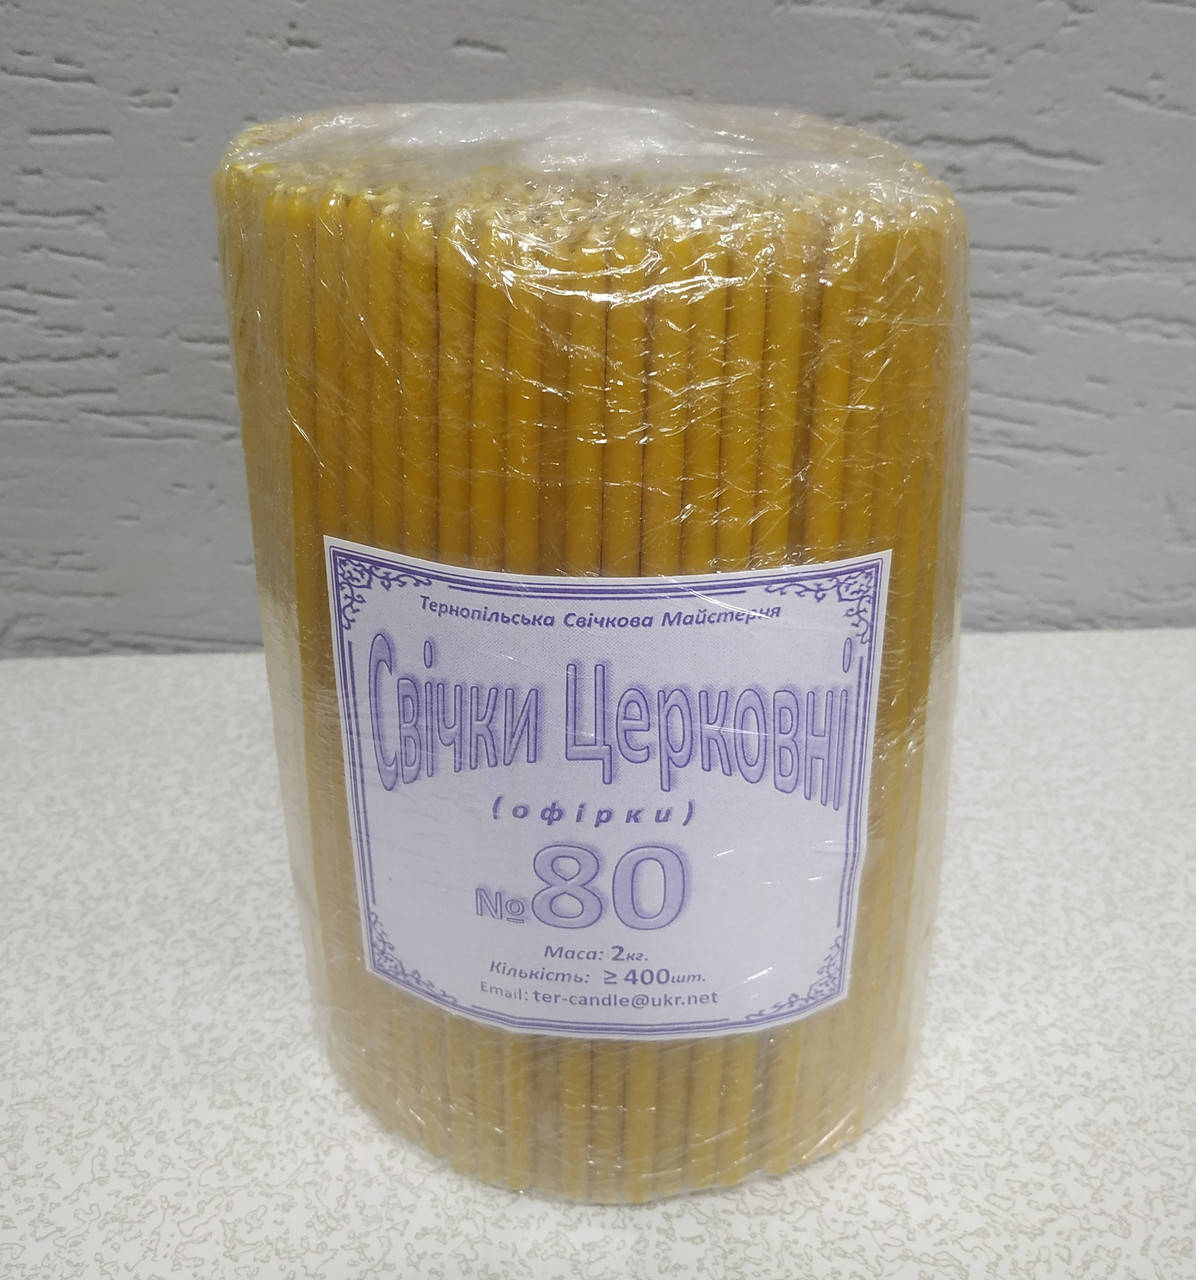 Тернопільська Свічкова Майстерня
Свічки Церковні
(офірки)
№80
Маса: 2кг.
Кількість: ≥ 400шт.
Email: ter-candle@ukr.net